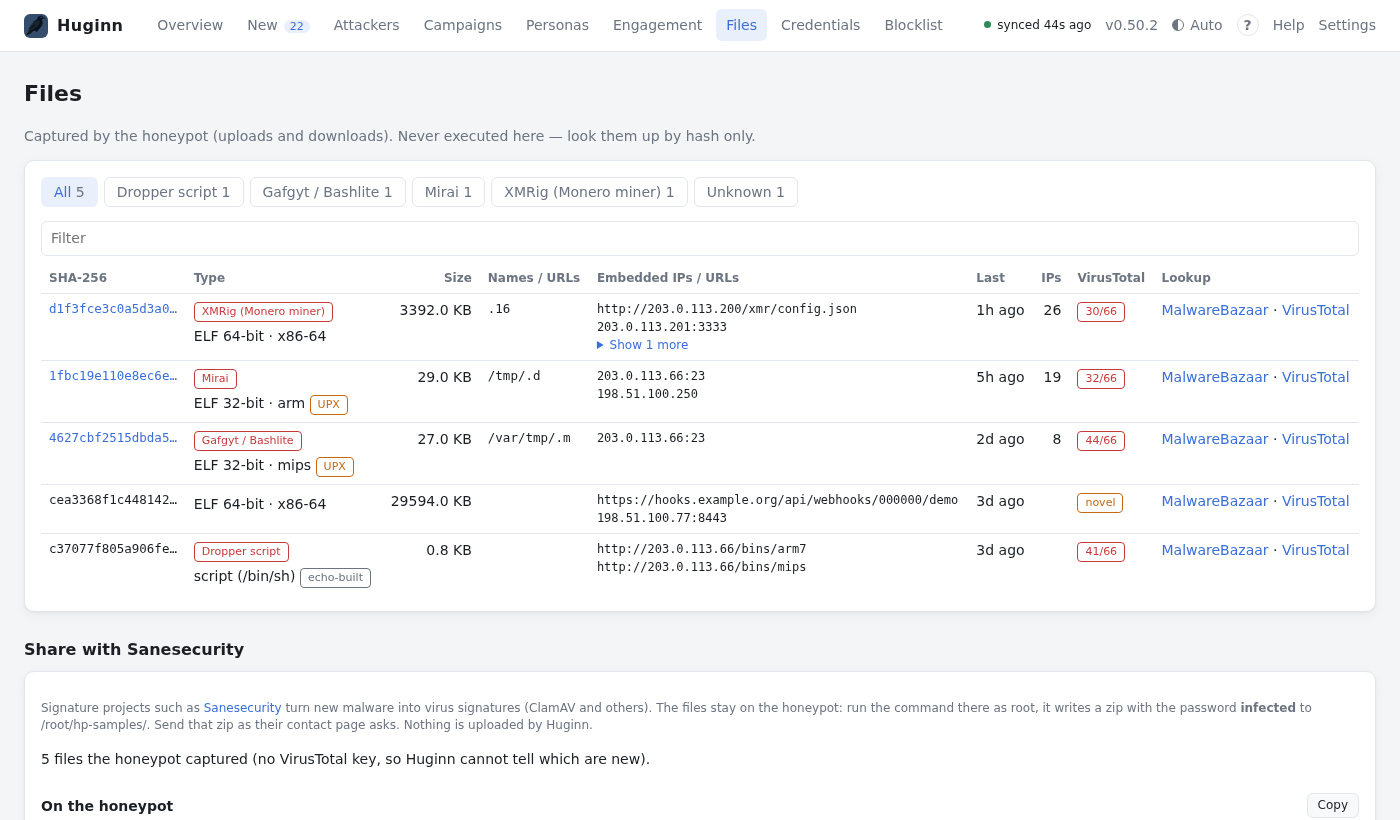 Huginn Overview New 22 Attackers Campaigns Personas Engagement Files Credentials Blocklist synced 44s ago v0.50.2 Auto ? Help Settings
Files
Captured by the honeypot (uploads and downloads). Never executed here — look them up by hash only.
All 5 Dropper script 1 Gafgyt / Bashlite 1 Mirai 1 XMRig (Monero miner) 1 Unknown 1
Filter
SHA-256 Type Size Names / URLs Embedded IPs / URLs Last IPs VirusTotal Lookup
d1f3fce3c0a5d3a0… XMRig (Monero miner) 3392.0 KB .16 http://203.0.113.200/xmr/config.json 1h ago 26 30/66 MalwareBazaar · VirusTotal
203.0.113.201:3333
ELF 64-bit · x86-64
Show 1 more
1fbc19e110e8ec6e… Mirai 29.0 KB /tmp/.d 203.0.113.66:23 5h ago 19 32/66 MalwareBazaar · VirusTotal
198.51.100.250
ELF 32-bit · arm UPX
4627cbf2515dbda5… Gafgyt / Bashlite 27.0 KB /var/tmp/.m 203.0.113.66:23 2d ago 8 44/66 MalwareBazaar · VirusTotal
ELF 32-bit · mips UPX
cea3368f1c448142… ELF 64-bit · x86-64 29594.0 KB https://hooks.example.org/api/webhooks/000000/demo 3d ago novel MalwareBazaar · VirusTotal
198.51.100.77:8443
c37077f805a906fe… Dropper script 0.8 KB http://203.0.113.66/bins/arm7 3d ago 41/66 MalwareBazaar · VirusTotal
http://203.0.113.66/bins/mips
script (/bin/sh) echo-built
Share with Sanesecurity
Signature projects such as Sanesecurity turn new malware into virus signatures (ClamAV and others). The files stay on the honeypot: run the command there as root, it writes a zip with the password infected to
/root/hp-samples/. Send that zip as their contact page asks. Nothing is uploaded by Huginn.
5 files the honeypot captured (no VirusTotal key, so Huginn cannot tell which are new).
On the honeypot Copy